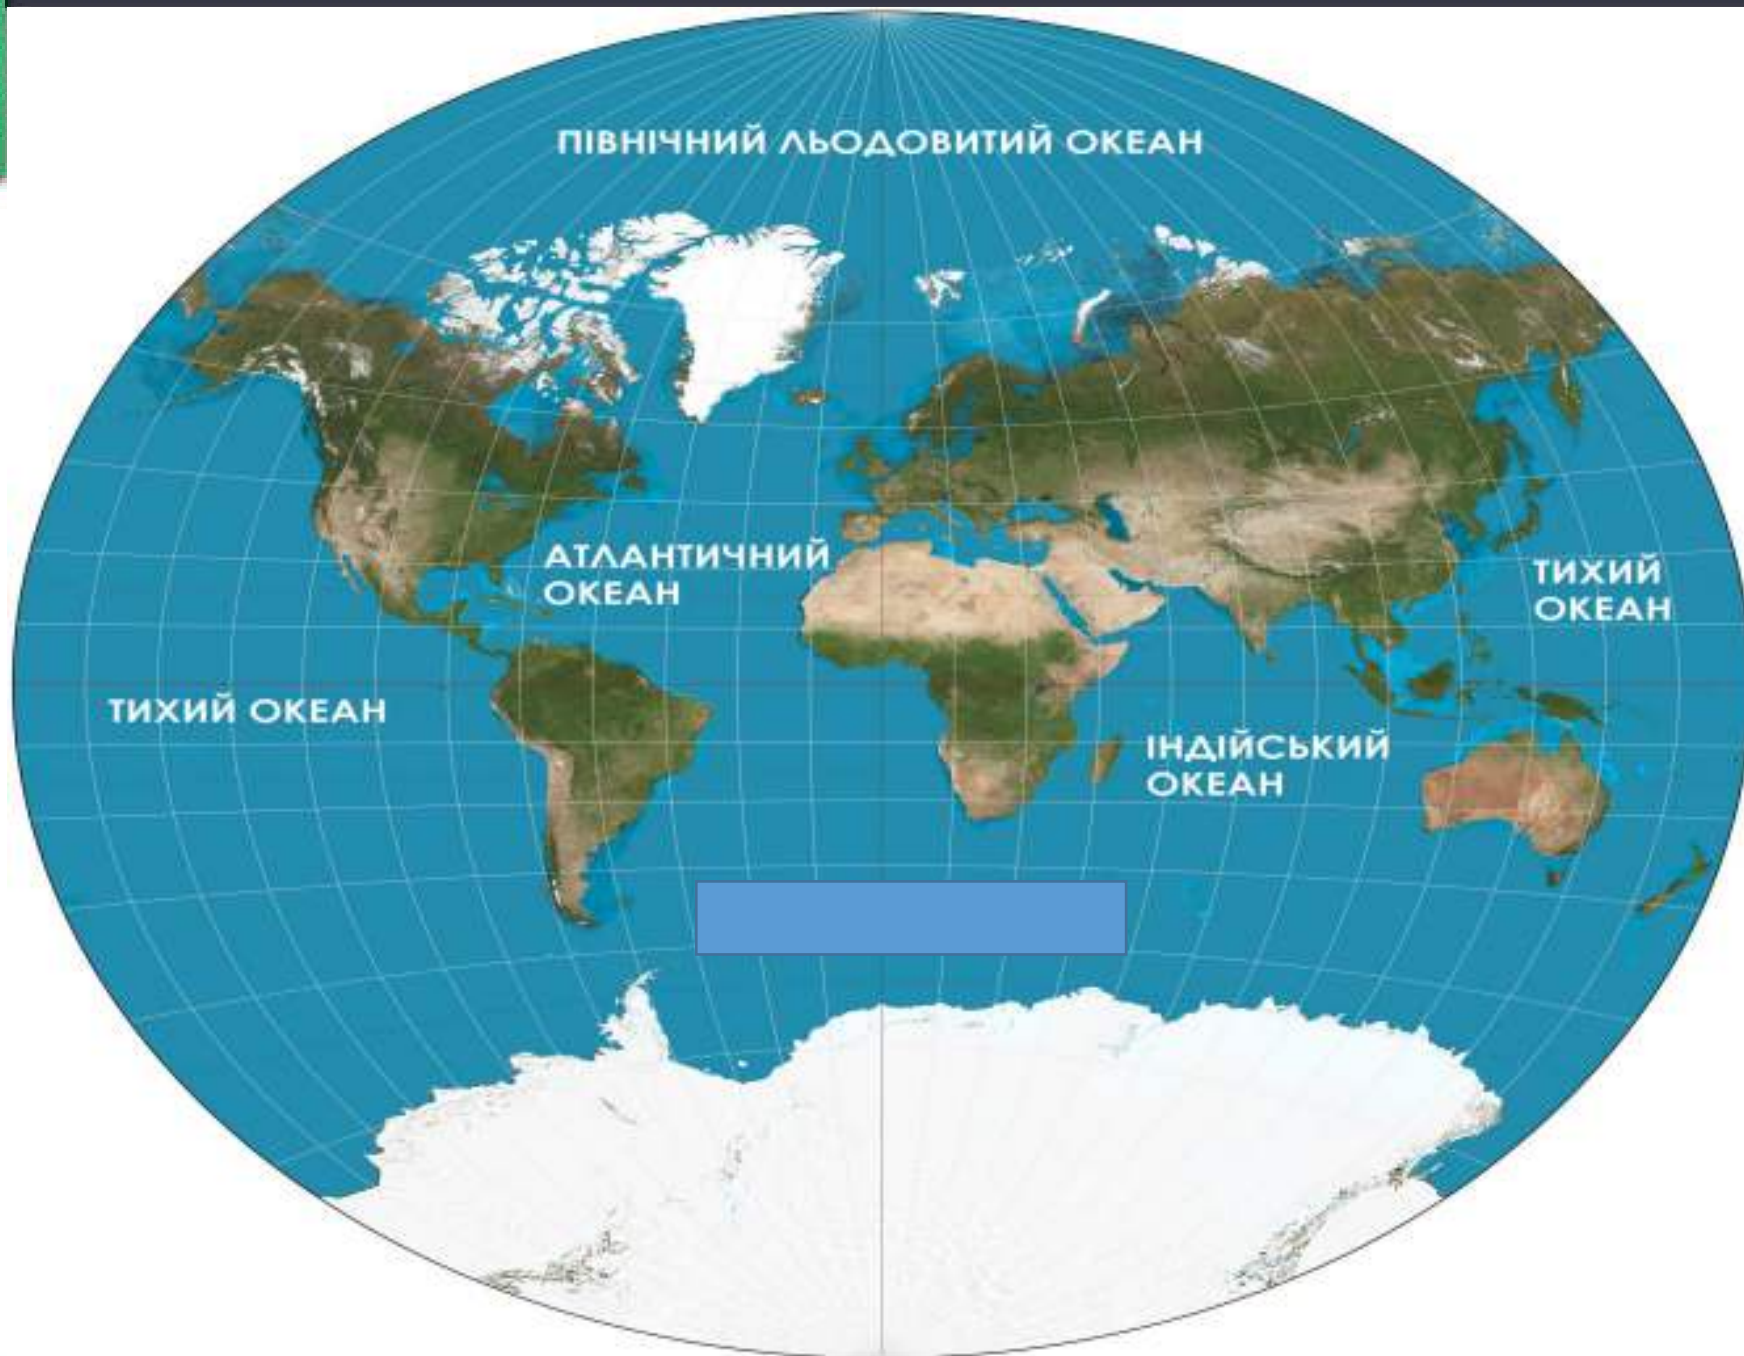 ПІВНІЧНИЙ ЛЬОДОВИТИЙ ОКЕАН
АТЛАНТИЧНИЙ
ОКЕАН
ТИХИЙ
ОКЕАН
ТИХИЙ ОКЕАН
ІНДІЙСЬКИЙ
ОКЕАН